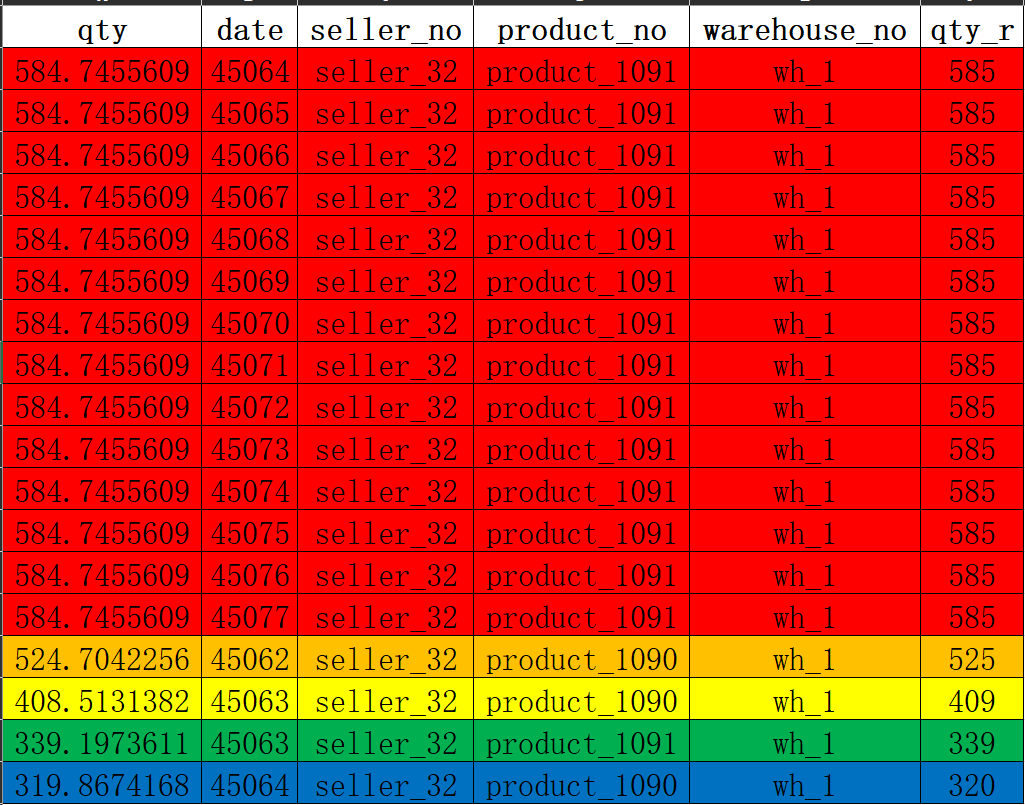 qty date seller_no product_no warehouse_no qty_r
584.7455609 45064 seller_32 product_1091 wh_1 585
584.7455609 45065 seller_32 product_1091 wh_1 585
584.7455609 45066 seller_32 product_1091 wh_1 585
584.7455609 45067 seller_32 product_1091 wh_1 585
584.7455609 45068 seller_32 product_1091 wh_1 585
584.7455609 45069 seller_32 product_1091 wh_1 585
584.7455609 45070 seller_32 product_1091 wh_1 585
584.7455609 45071 seller_32 product_1091 wh_1 585
584.7455609 45072 seller_32 product_1091 wh_1 585
584.7455609 45073 seller_32 product_1091 wh_1 585
584.7455609 45074 seller_32 product_1091 wh_1 585
584.7455609 45075 seller_32 product_1091 wh_1 585
584.7455609 45076 seller_32 product_1091 wh_1 585
584.7455609 45077 seller_32 product_1091 wh_1 585
524.7042256 45062 seller_32 product_1090 wh_1 525
408.5131382 45063 seller_32 product_1090 wh_1 409
339.1973611 45063 seller_32 product_1091 wh_1 339
319.8674168 45064 seller_32 product_1090 wh_1 320